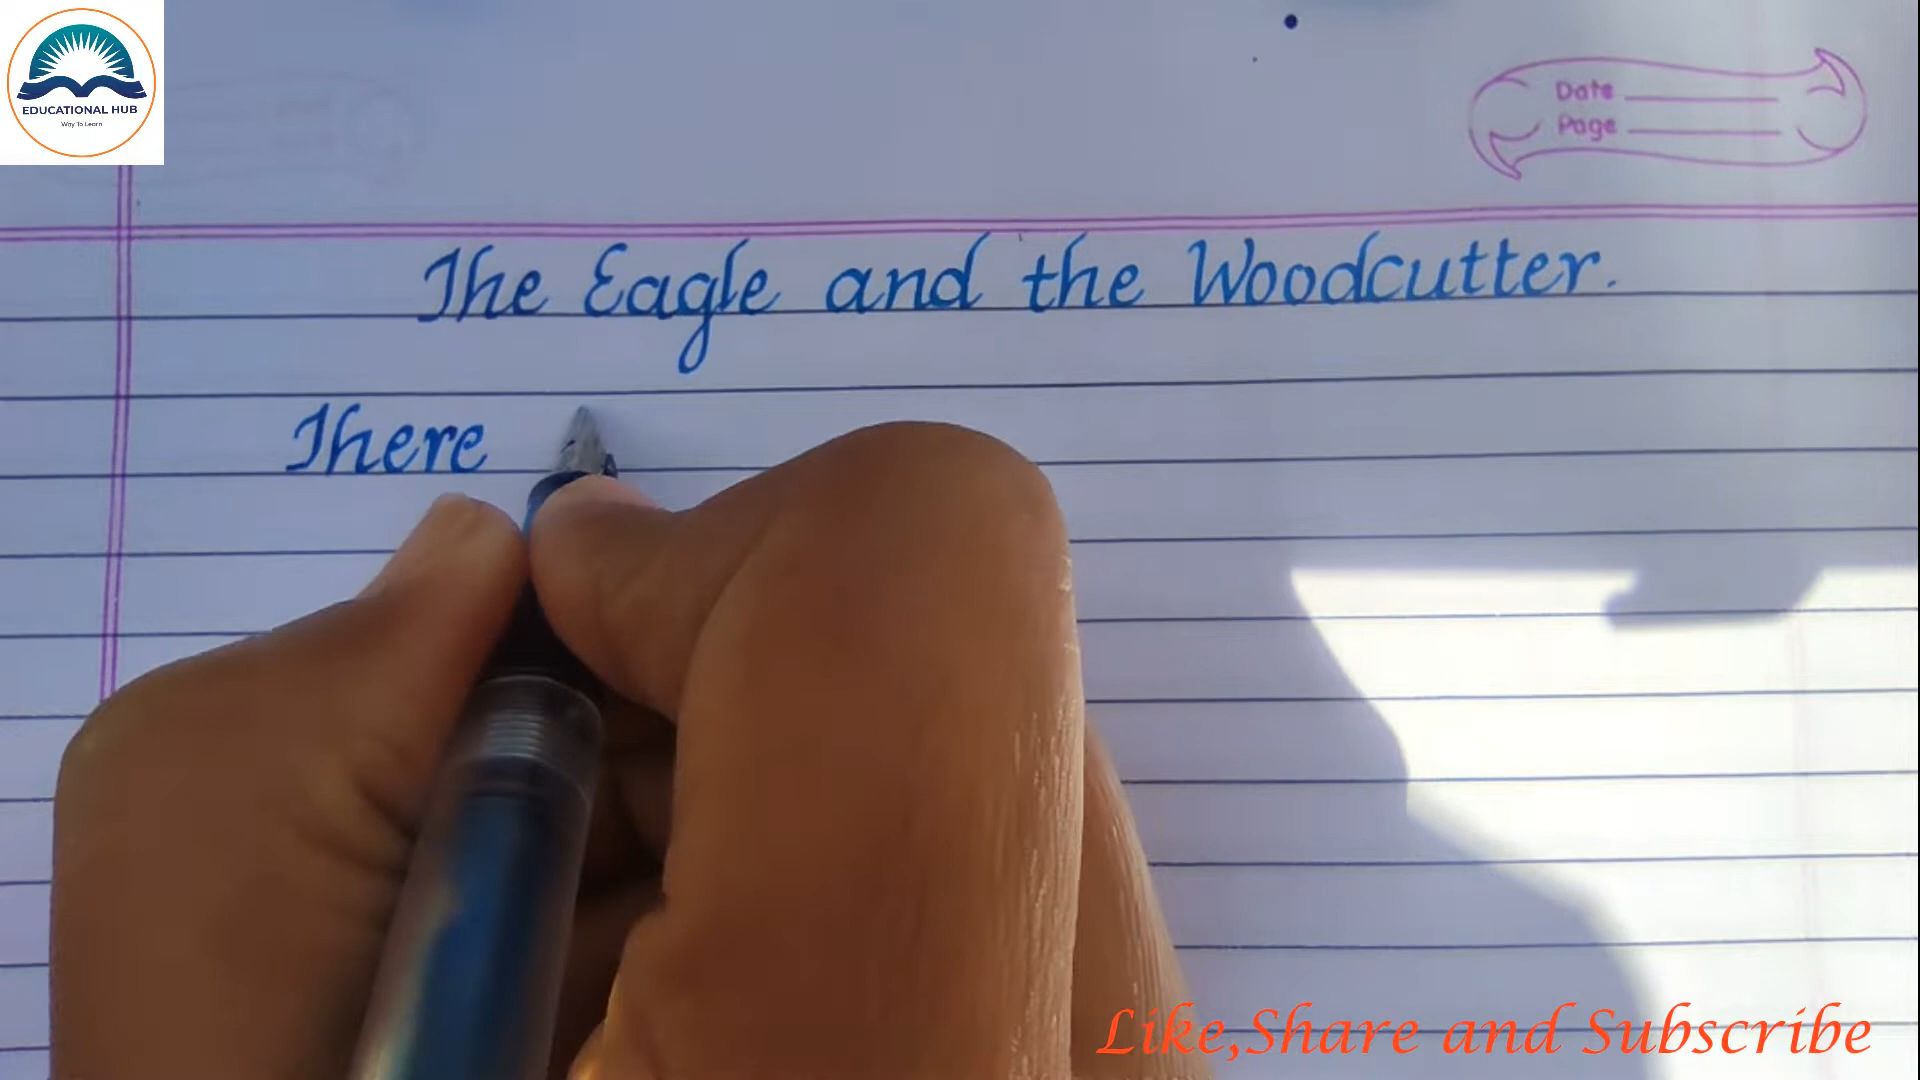 EDUCATIONAL HUB
Way To Learn
Date
Page
The Eagle and the Woodcutter.
There
Like,Share and Subscribe